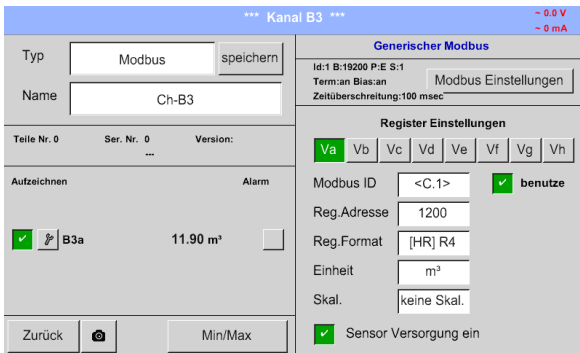 *** Kanal B3 ***
~ 0.0 V
~ 0 mA
Typ
Modbus
speichern
Name
Ch-B3
Teile Nr. 0 Ser. Nr. 0 Version:
---
Aufzeichnen Alarm
B3a 11.90 m³
Zurück
Min/Max
Generischer Modbus
Id:1 B:19200 P:E S:1
Term:an Bias:an
Zeitüberschreitung:100 msec
Modbus Einstellungen
Register Einstellungen
Va Vb Vc Vd Ve Vf Vg Vh
Modbus ID <C.1> benutze
Reg.Adresse 1200
Reg.Format [HR] R4
Einheit m³
Skal. keine Skal.
Sensor Versorgung ein